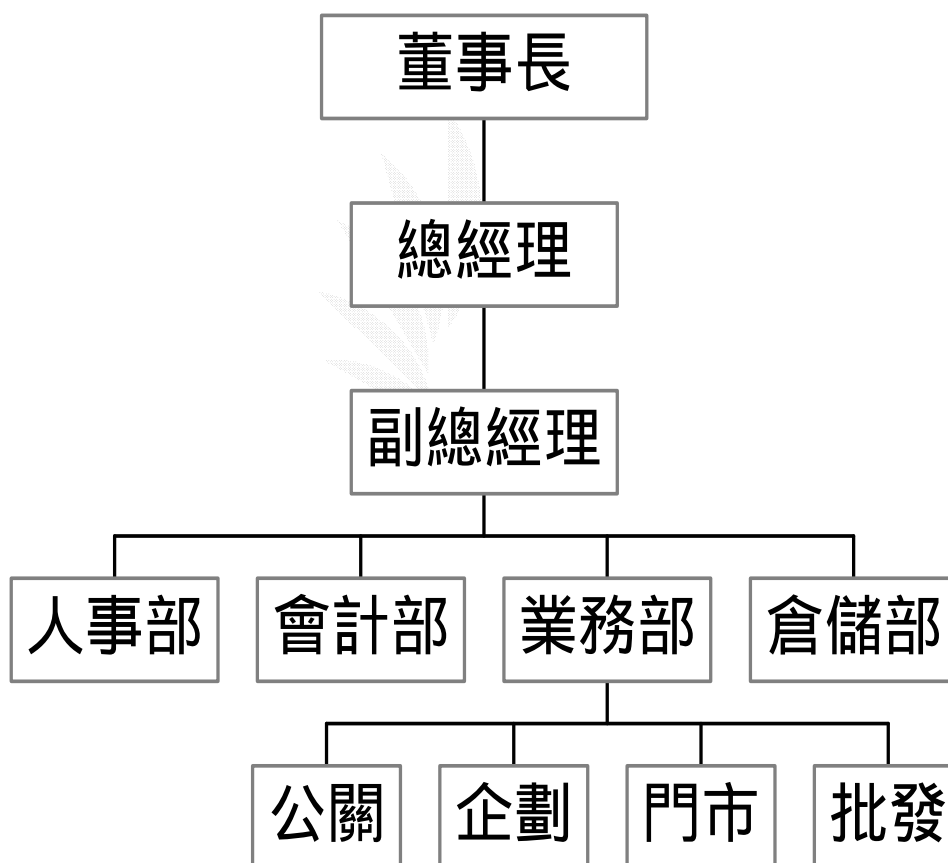 董事長
總經理
副總經理
人事部 會計部 業務部 倉儲部
公關 企劃 門市 批發